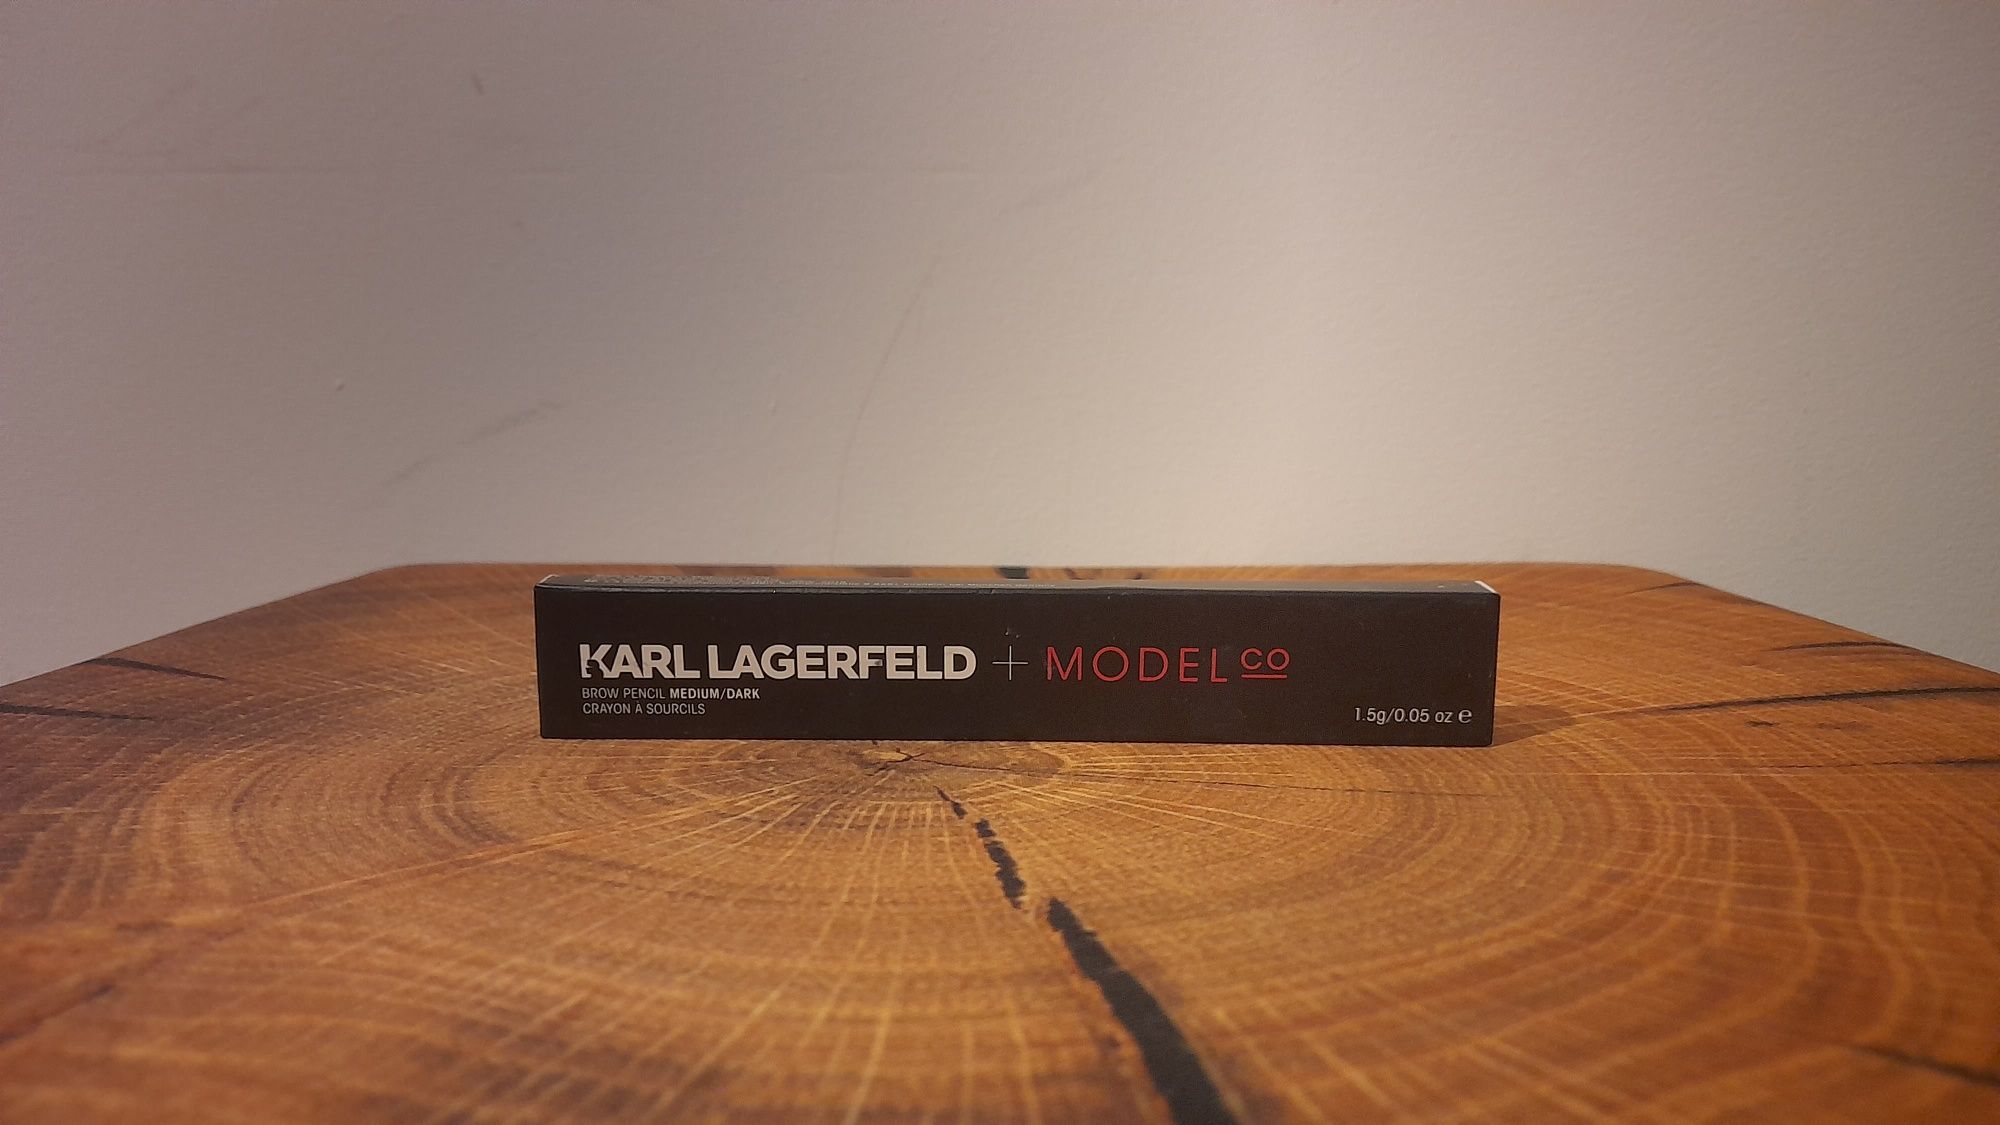 KARL LAGERFELD + MODEL CO
BROW PENCIL MEDIUM/DARK
CRAYON À SOURCILS
1.5g/0.05 oz ℮